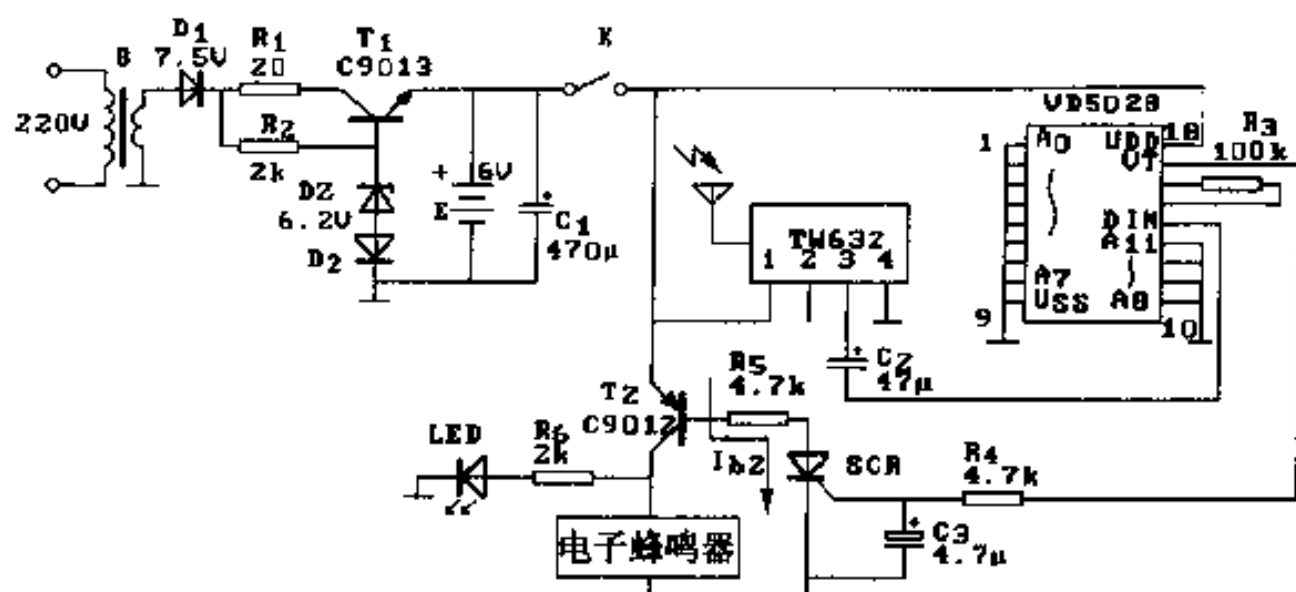 B
D1
7.5V
R1
20
T1
C9013
K
220V
R2
2k
DZ
6.2V
D2
+
6V
E
+
C1
470μ
VD5028
1
A0
VDD
18
VT
R3
100k
DIN
A11
A7
VSS
A8
9
10
TW632
1 2 3 4
+
C2
47μ
R5
4.7k
T2
C9012
Ib2
LED
R6
2k
SCR
R4
4.7k
+
C3
4.7μ
电子蜂鸣器